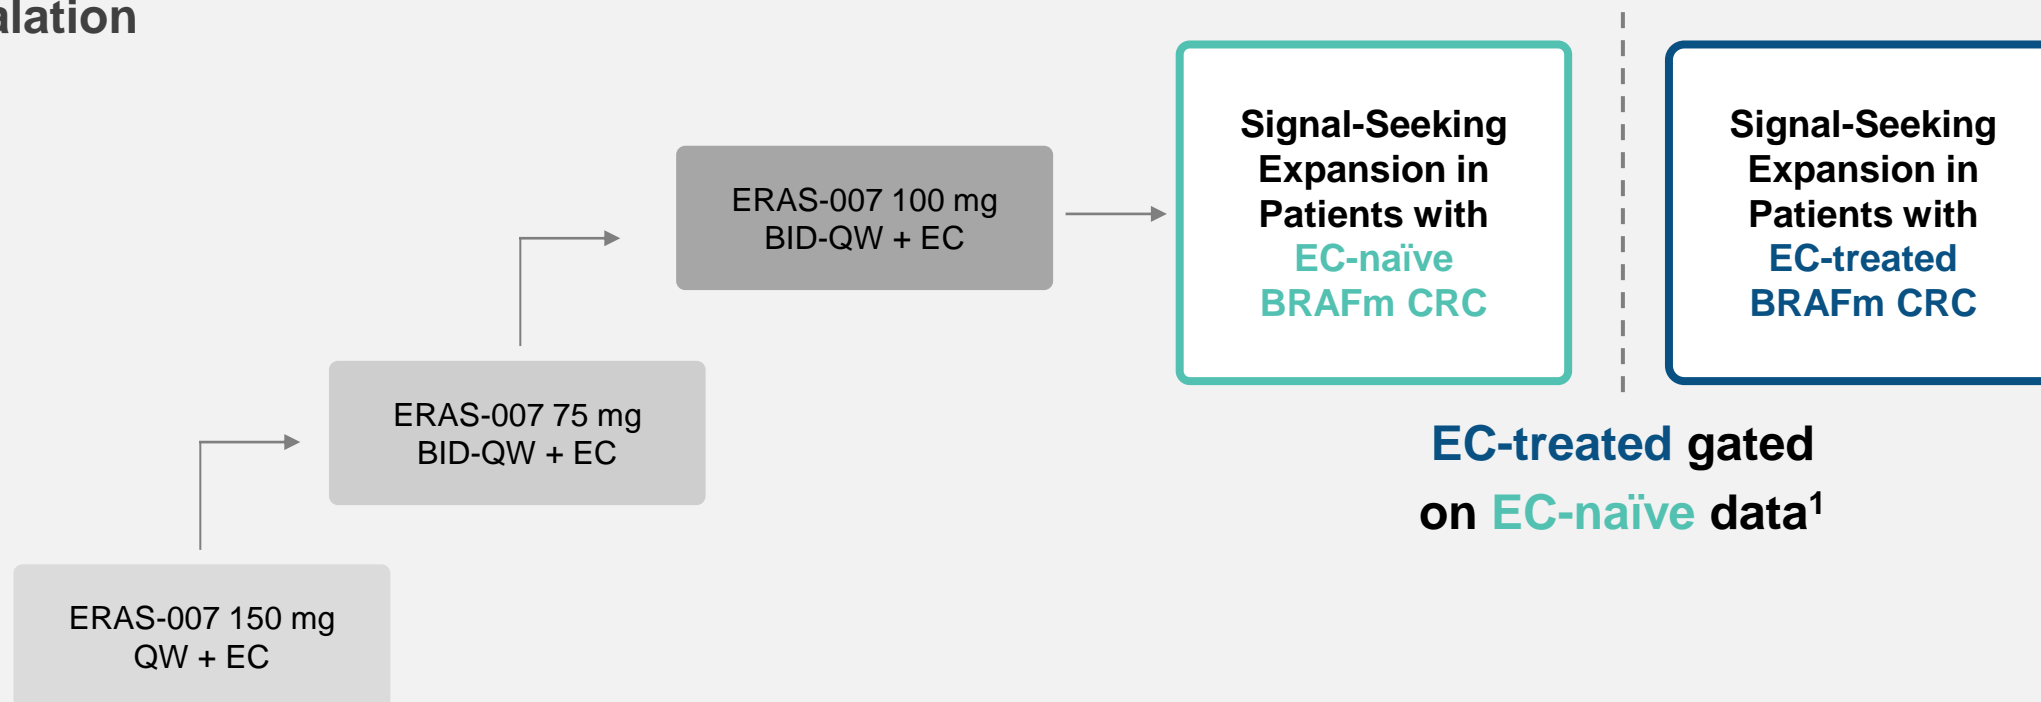 alation
Signal-Seeking
Expansion in
Patients with
EC-naïve
BRAFm CRC
Signal-Seeking
Expansion in
Patients with
EC-treated
BRAFm CRC
ERAS-007 100 mg
BID-QW + EC
ERAS-007 75 mg
BID-QW + EC
EC-treated gated
on EC-naïve data¹
ERAS-007 150 mg
QW + EC